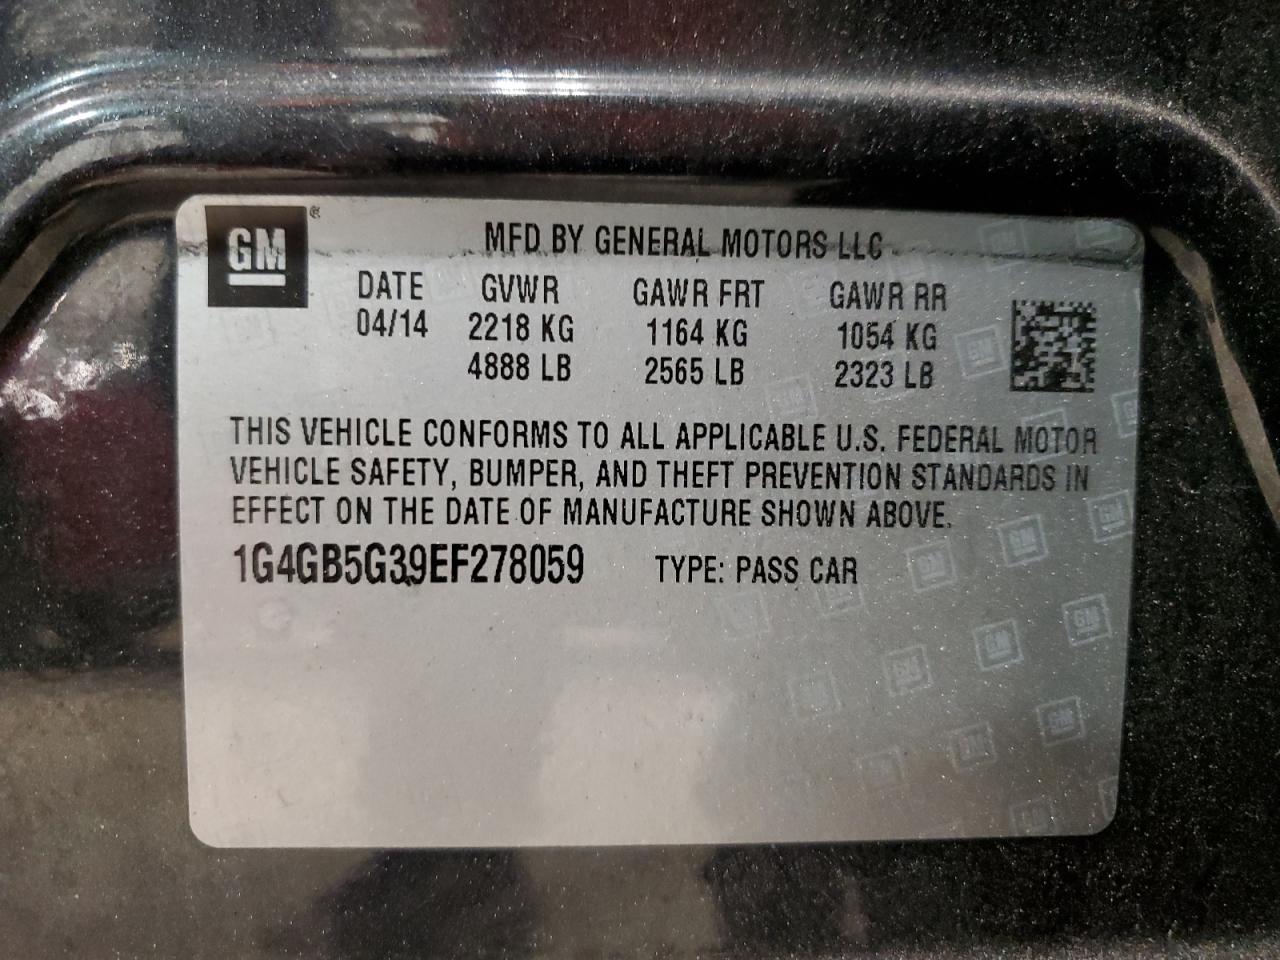 GM ®
MFD BY GENERAL MOTORS LLC
DATE GVWR GAWR FRT GAWR RR
04/14 2218 KG 1164 KG 1054 KG
4888 LB 2565 LB 2323 LB
THIS VEHICLE CONFORMS TO ALL APPLICABLE U.S. FEDERAL MOTOR
VEHICLE SAFETY, BUMPER, AND THEFT PREVENTION STANDARDS IN
EFFECT ON THE DATE OF MANUFACTURE SHOWN ABOVE.
1G4GB5G39EF278059 TYPE: PASS CAR